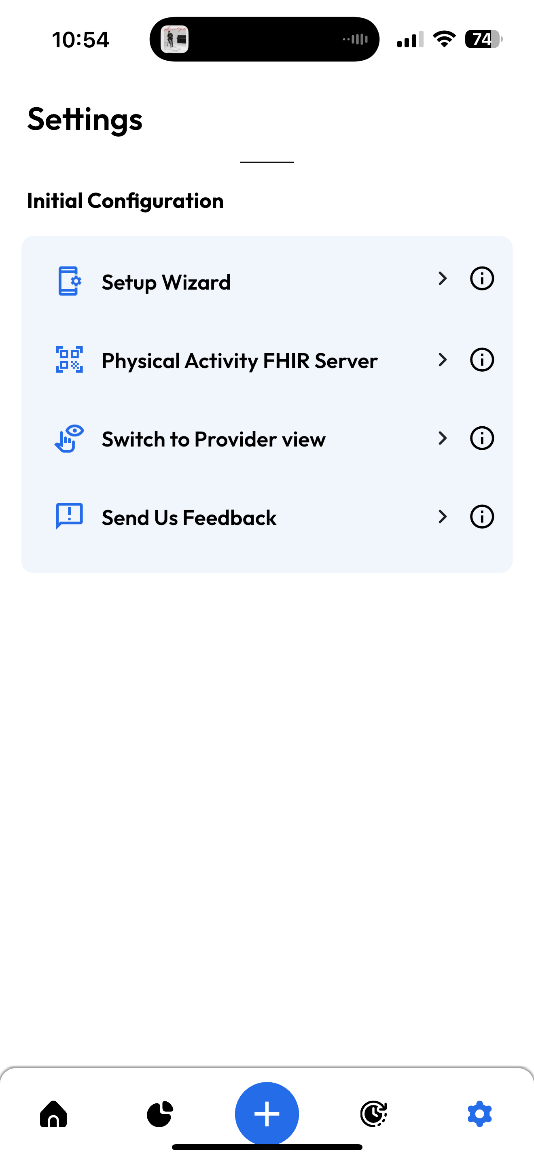 10:54
74
Settings
Initial Configuration
Setup Wizard
Physical Activity FHIR Server
Switch to Provider view
Send Us Feedback